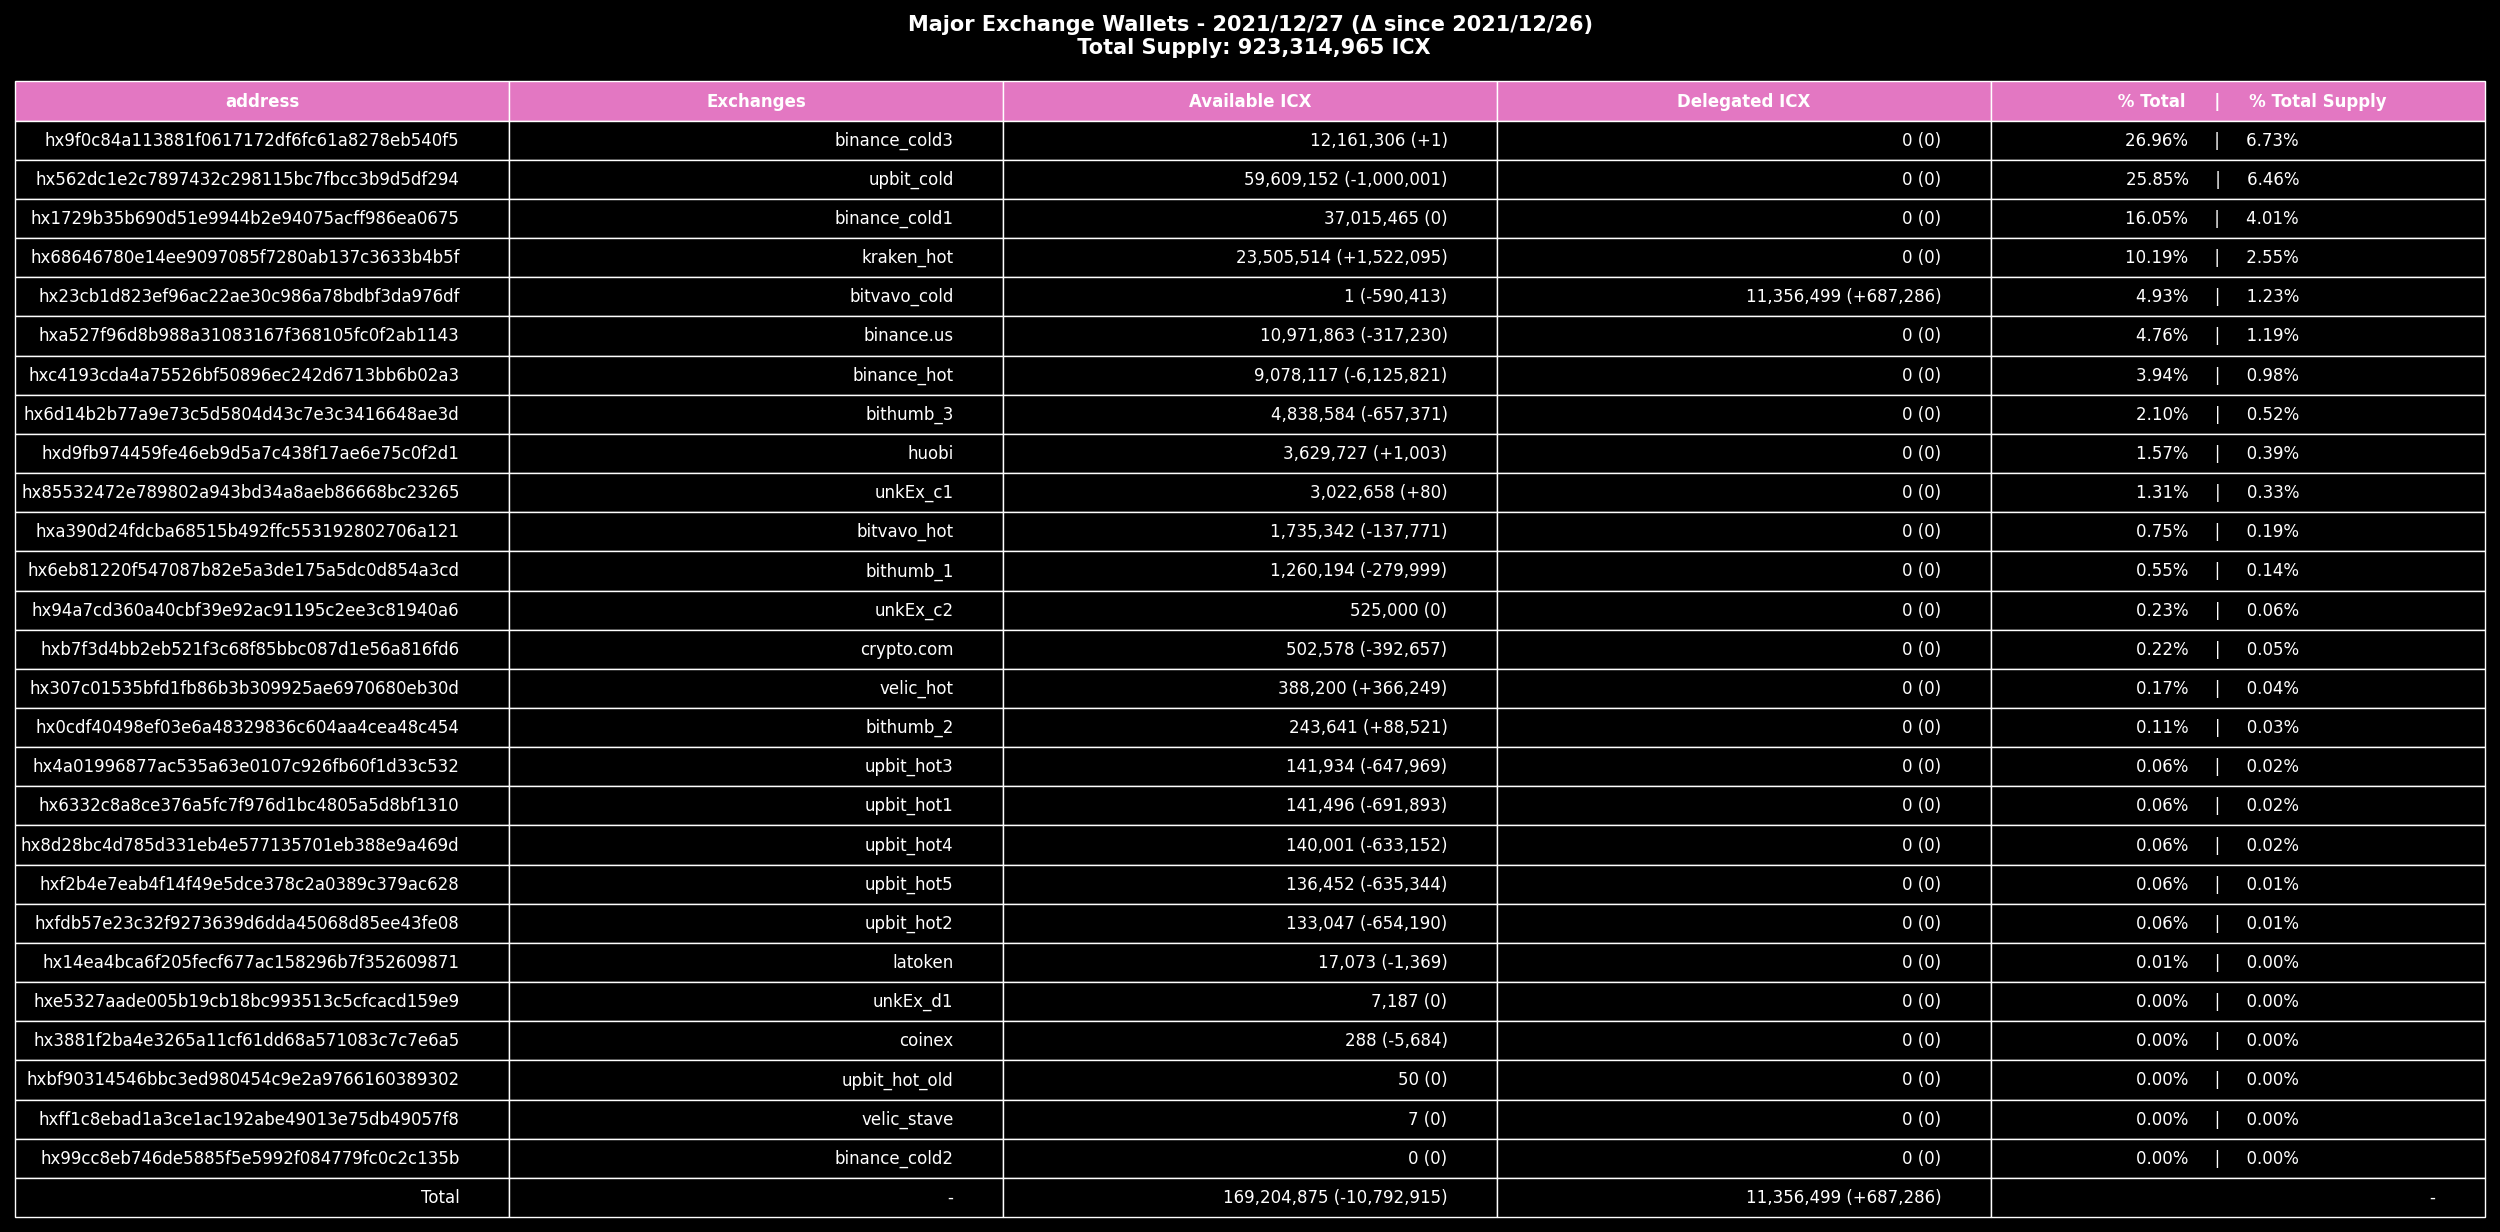 Major Exchange Wallets - 2021/12/27 (Δ since 2021/12/26)
Total Supply: 923,314,965 ICX
address Exchanges Available ICX Delegated ICX % Total | % Total Supply
hx9f0c84a113881f0617172df6fc61a8278eb540f5 binance_cold3 12,161,306 (+1) 0 (0) 26.96% | 6.73%
hx562dc1e2c7897432c298115bc7fbcc3b9d5df294 upbit_cold 59,609,152 (-1,000,001) 0 (0) 25.85% | 6.46%
hx1729b35b690d51e9944b2e94075acff986ea0675 binance_cold1 37,015,465 (0) 0 (0) 16.05% | 4.01%
hx68646780e14ee9097085f7280ab137c3633b4b5f kraken_hot 23,505,514 (+1,522,095) 0 (0) 10.19% | 2.55%
hx23cb1d823ef96ac22ae30c986a78bdbf3da976df bitvavo_cold 1 (-590,413) 11,356,499 (+687,286) 4.93% | 1.23%
hxa527f96d8b988a31083167f368105fc0f2ab1143 binance.us 10,971,863 (-317,230) 0 (0) 4.76% | 1.19%
hxc4193cda4a75526bf50896ec242d6713bb6b02a3 binance_hot 9,078,117 (-6,125,821) 0 (0) 3.94% | 0.98%
hx6d14b2b77a9e73c5d5804d43c7e3c3416648ae3d bithumb_3 4,838,584 (-657,371) 0 (0) 2.10% | 0.52%
hxd9fb974459fe46eb9d5a7c438f17ae6e75c0f2d1 huobi 3,629,727 (+1,003) 0 (0) 1.57% | 0.39%
hx85532472e789802a943bd34a8aeb86668bc23265 unkEx_c1 3,022,658 (+80) 0 (0) 1.31% | 0.33%
hxa390d24fdcba68515b492ffc553192802706a121 bitvavo_hot 1,735,342 (-137,771) 0 (0) 0.75% | 0.19%
hx6eb81220f547087b82e5a3de175a5dc0d854a3cd bithumb_1 1,260,194 (-279,999) 0 (0) 0.55% | 0.14%
hx94a7cd360a40cbf39e92ac91195c2ee3c81940a6 unkEx_c2 525,000 (0) 0 (0) 0.23% | 0.06%
hxb7f3d4bb2eb521f3c68f85bbc087d1e56a816fd6 crypto.com 502,578 (-392,657) 0 (0) 0.22% | 0.05%
hx307c01535bfd1fb86b3b309925ae6970680eb30d velic_hot 388,200 (+366,249) 0 (0) 0.17% | 0.04%
hx0cdf40498ef03e6a48329836c604aa4cea48c454 bithumb_2 243,641 (+88,521) 0 (0) 0.11% | 0.03%
hx4a01996877ac535a63e0107c926fb60f1d33c532 upbit_hot3 141,934 (-647,969) 0 (0) 0.06% | 0.02%
hx6332c8a8ce376a5fc7f976d1bc4805a5d8bf1310 upbit_hot1 141,496 (-691,893) 0 (0) 0.06% | 0.02%
hx8d28bc4d785d331eb4e577135701eb388e9a469d upbit_hot4 140,001 (-633,152) 0 (0) 0.06% | 0.02%
hxf2b4e7eab4f14f49e5dce378c2a0389c379ac628 upbit_hot5 136,452 (-635,344) 0 (0) 0.06% | 0.01%
hxfdb57e23c32f9273639d6dda45068d85ee43fe08 upbit_hot2 133,047 (-654,190) 0 (0) 0.06% | 0.01%
hx14ea4bca6f205fecf677ac158296b7f352609871 latoken 17,073 (-1,369) 0 (0) 0.01% | 0.00%
hxe5327aade005b19cb18bc993513c5cfcacd159e9 unkEx_d1 7,187 (0) 0 (0) 0.00% | 0.00%
hx3881f2ba4e3265a11cf61dd68a571083c7c7e6a5 coinex 288 (-5,684) 0 (0) 0.00% | 0.00%
hxbf90314546bbc3ed980454c9e2a9766160389302 upbit_hot_old 50 (0) 0 (0) 0.00% | 0.00%
hxff1c8ebad1a3ce1ac192abe49013e75db49057f8 velic_stave 7 (0) 0 (0) 0.00% | 0.00%
hx99cc8eb746de5885f5e5992f084779fc0c2c135b binance_cold2 0 (0) 0 (0) 0.00% | 0.00%
Total - 169,204,875 (-10,792,915) 11,356,499 (+687,286) -